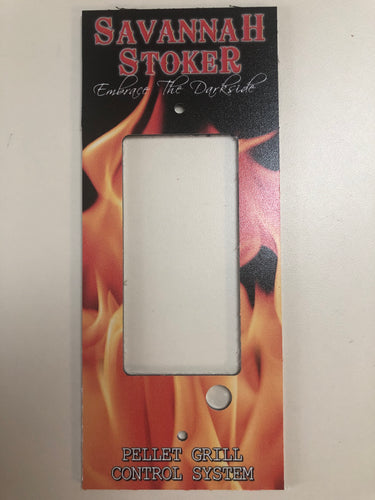 SAVANNAH
STOKER
Embrace The Darkside
PELLET GRILL
CONTROL SYSTEM